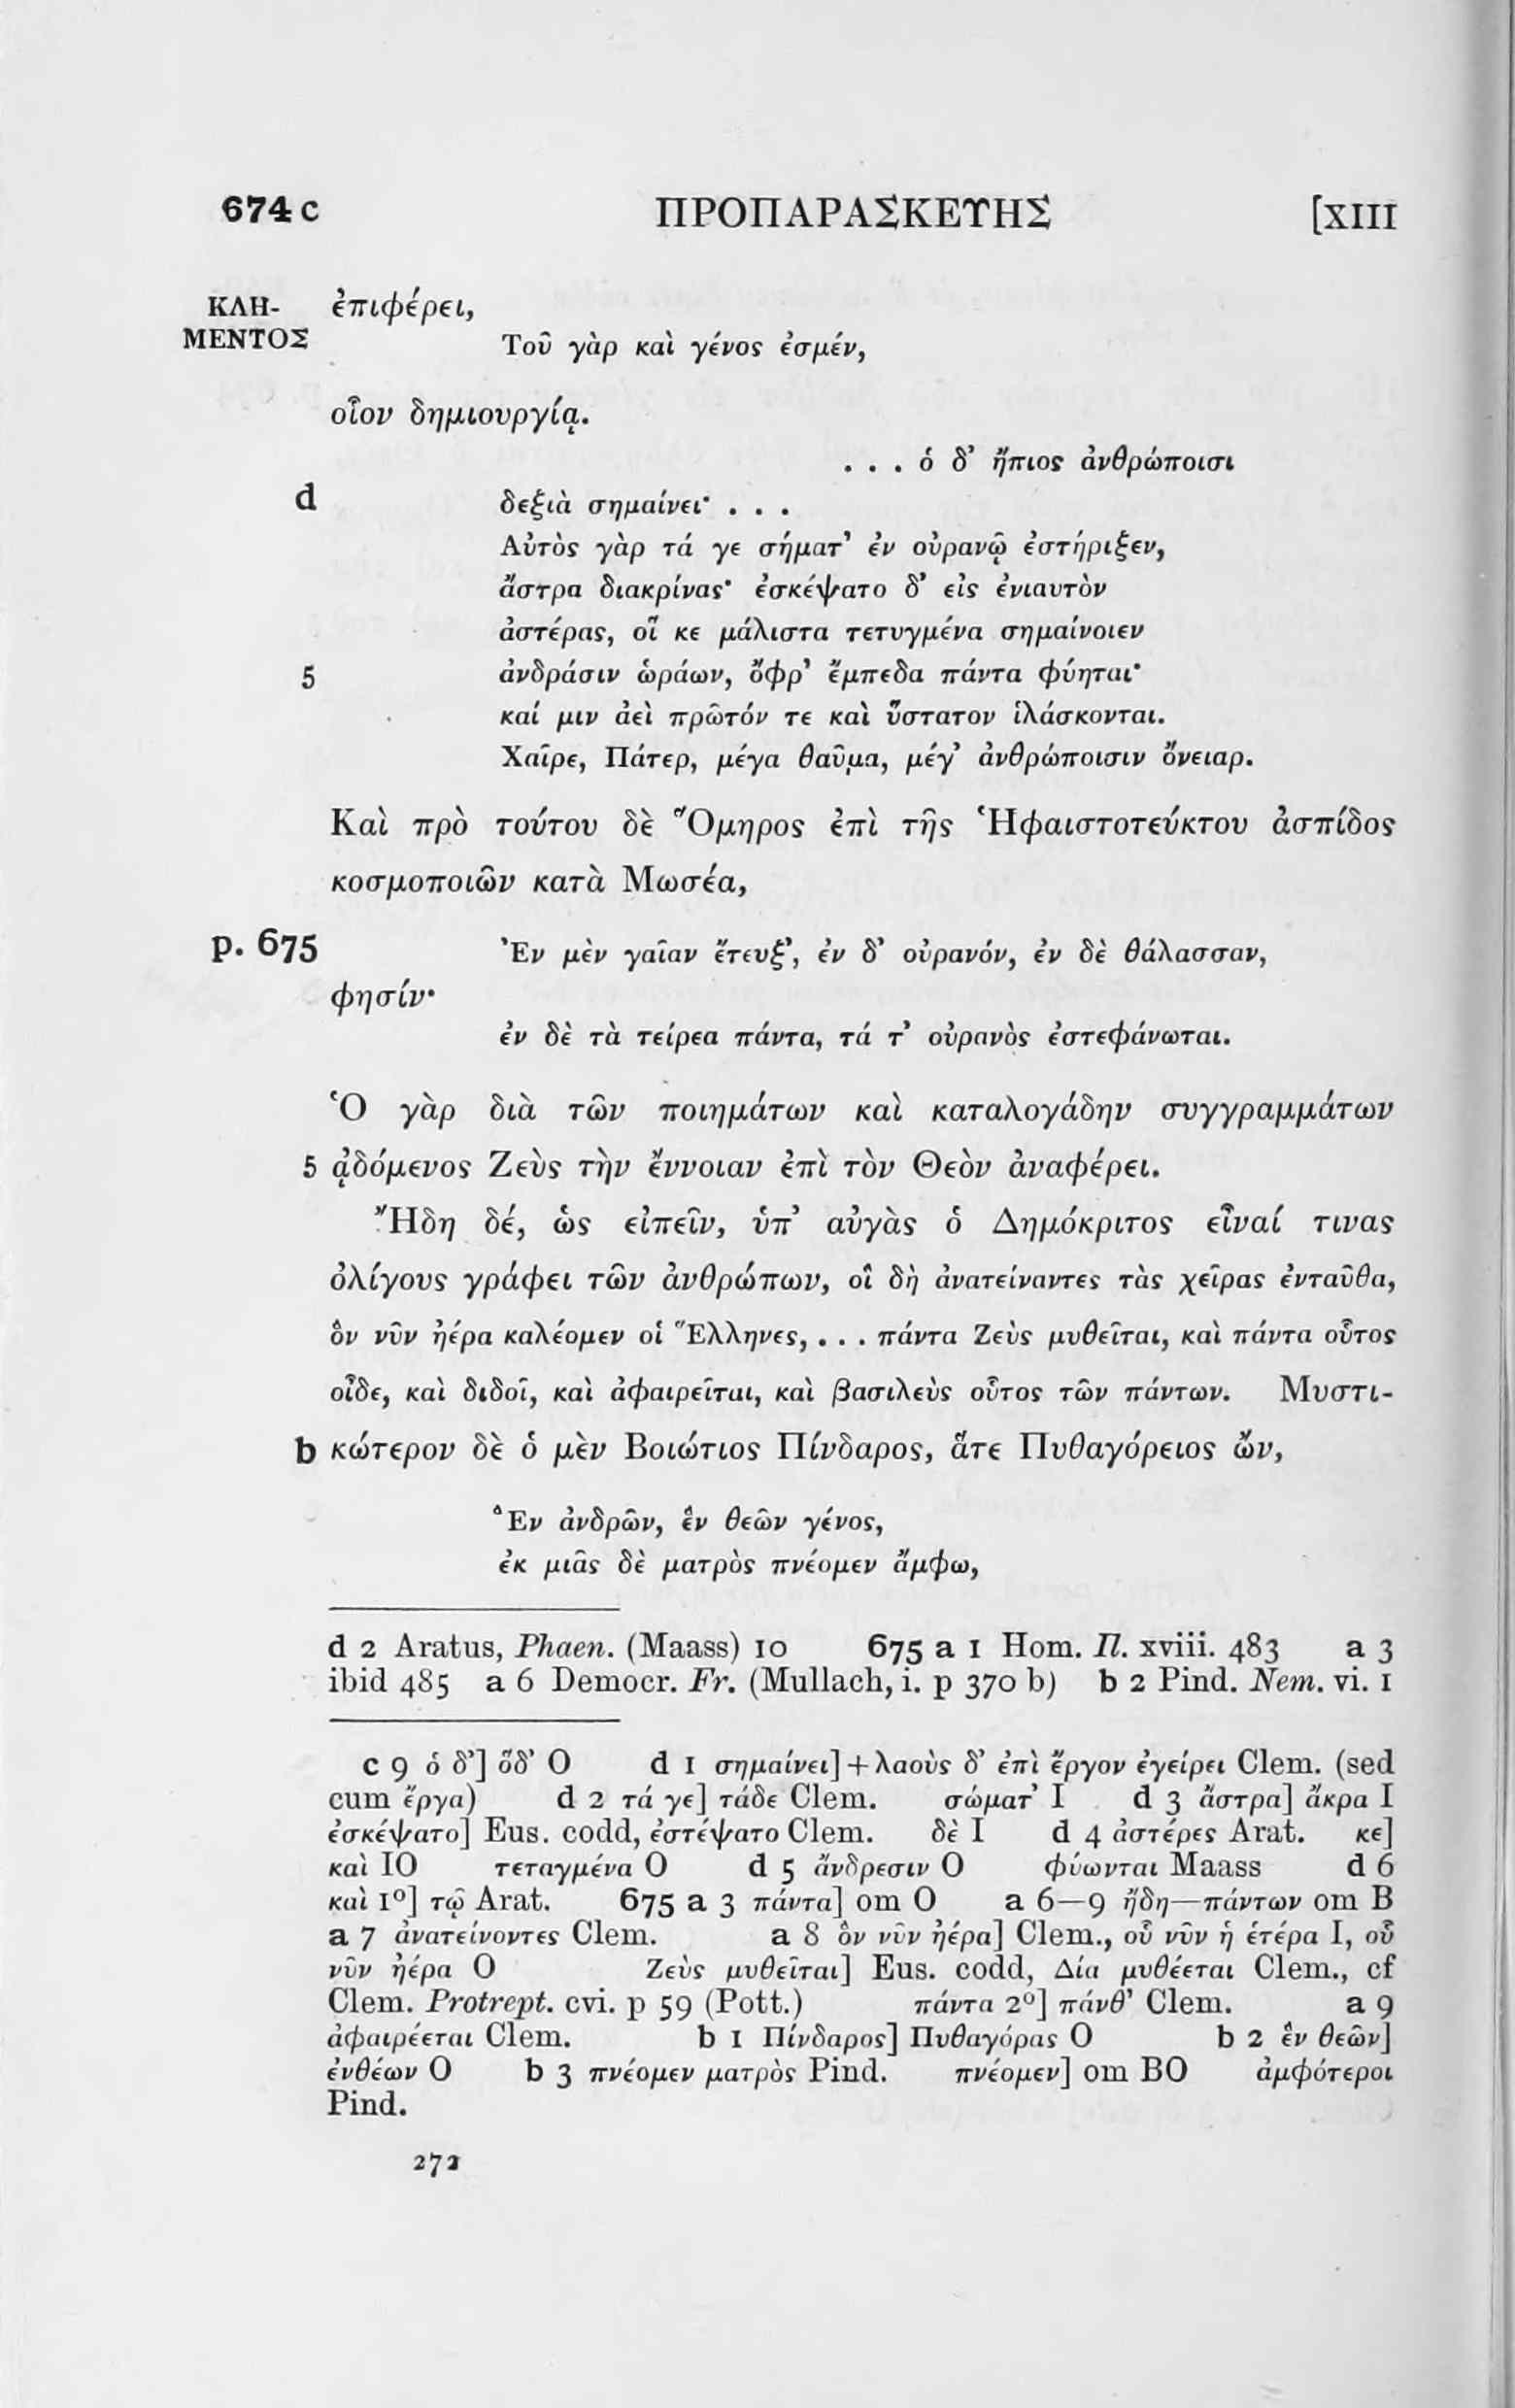 674 c ΠΡΟΠΑΡΑΣΚΕΥΗΣ [XIII
ΚΛΗ- ἐπιφέρει,
ΜΕΝΤΟΣ Τοῦ γὰρ καὶ γένος ἐσμέν,
οἷον δημιουργίᾳ.
. . . ὁ δ’ ἤπιος ἀνθρώποισι
d δεξιὰ σημαίνει· . . .
Αὐτὸς γὰρ τά γε σήματ’ ἐν οὐρανῷ ἐστήριξεν,
ἄστρα διακρίνας· ἐσκέψατο δ’ εἰς ἐνιαυτὸν
ἀστέρας, οἵ κε μάλιστα τετυγμένα σημαίνοιεν
5 ἀνδράσιν ὡράων, ὄφρ’ ἔμπεδα πάντα φύηται·
καί μιν ἀεὶ πρῶτόν τε καὶ ὕστατον ἱλάσκονται.
Χαῖρε, Πάτερ, μέγα θαῦμα, μέγ’ ἀνθρώποισιν ὄνειαρ.
Καὶ πρὸ τούτου δὲ Ὅμηρος ἐπὶ τῆς Ἡφαιστοτεύκτου ἀσπίδος
κοσμοποιῶν κατὰ Μωσέα,
p. 675 Ἐν μὲν γαῖαν ἔτευξ’, ἐν δ’ οὐρανόν, ἐν δὲ θάλασσαν,
φησίν·
ἐν δὲ τὰ τείρεα πάντα, τά τ’ οὐρανὸς ἐστεφάνωται.
Ὁ γὰρ διὰ τῶν ποιημάτων καὶ καταλογάδην συγγραμμάτων
5 ᾀδόμενος Ζεὺς τὴν ἔννοιαν ἐπὶ τὸν Θεὸν ἀναφέρει.
Ἤδη δέ, ὡς εἰπεῖν, ὑπ’ αὐγὰς ὁ Δημόκριτος εἶναί τινας
ὀλίγους γράφει τῶν ἀνθρώπων, οἳ δὴ ἀνατείναντες τὰς χεῖρας ἐνταῦθα,
ὃν νῦν ἠέρα καλέομεν οἱ Ἕλληνες, . . . πάντα Ζεὺς μυθεῖται, καὶ πάντα οὗτος
οἶδε, καὶ διδοῖ, καὶ ἀφαιρεῖται, καὶ βασιλεὺς οὗτος τῶν πάντων. Μυστι-
b κώτερον δὲ ὁ μὲν Βοιώτιος Πίνδαρος, ἅτε Πυθαγόρειος ὤν,
Ἓν ἀνδρῶν, ἓν θεῶν γένος,
ἐκ μιᾶς δὲ ματρὸς πνέομεν ἄμφω,
d 2 Aratus, Phaen. (Maass) 10 675 a 1 Hom. Il. xviii. 483 a 3
ibid 485 a 6 Democr. Fr. (Mullach, i. p 370 b) b 2 Pind. Nem. vi. 1
c 9 ὁ δ’] ὅδ’ O d 1 σημαίνει] + λαοὺς δ’ ἐπὶ ἔργον ἐγείρει Clem. (sed
cum ἔργα) d 2 τά γε] τάδε Clem. σώματ’ I d 3 ἄστρα] ἄκρα I
ἐσκέψατο] Eus. codd, ἐστέψατο Clem. δὲ I d 4 ἀστέρες Arat. κε]
καὶ IO τεταγμένα O d 5 ἄνδρεσιν O φύωνται Maass d 6
καὶ 1º] τῷ Arat. 675 a 3 πάντα] om O a 6—9 ἤδη—πάντων om B
a 7 ἀνατείνοντες Clem. a 8 ὃν νῦν ἠέρα] Clem., οὗ νῦν ἡ ἑτέρα I, οὗ
νῦν ἠέρα O Ζεὺς μυθεῖται] Eus. codd, Δία μυθέεται Clem., cf
Clem. Protrept. cvi. p 59 (Pott.) πάντα 2º] πάνθ’ Clem. a 9
ἀφαιρέεται Clem. b 1 Πίνδαρος] Πυθαγόρας O b 2 ἓν θεῶν]
ἐνθέων O b 3 πνέομεν ματρὸς Pind. πνέομεν] om BO ἀμφότεροι
Pind.
272